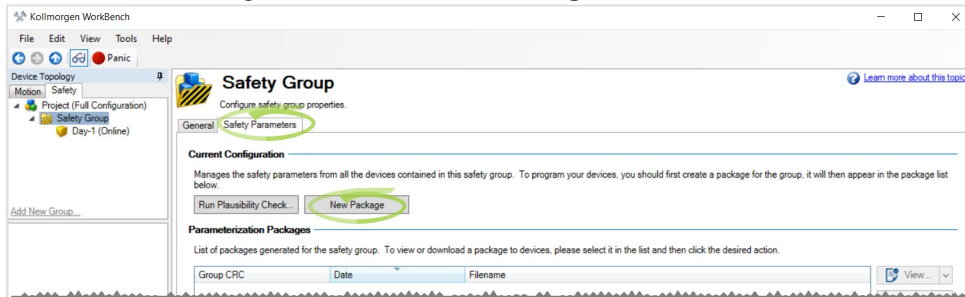 Kollmorgen WorkBench
File Edit View Tools Help
Panic
Device Topology
Motion Safety
Project (Full Configuration)
Safety Group
Day-1 (Online)
Add New Group...
Safety Group
Configure safety group properties.
Learn more about this topic
General Safety Parameters
Current Configuration
Manages the safety parameters from all the devices contained in this safety group. To program your devices, you should first create a package for the group, it will then appear in the package list
below.
Run Plausibility Check... New Package
Parameterization Packages
List of packages generated for the safety group. To view or download a package to devices, please select it in the list and then click the desired action.
Group CRC Date Filename
View...